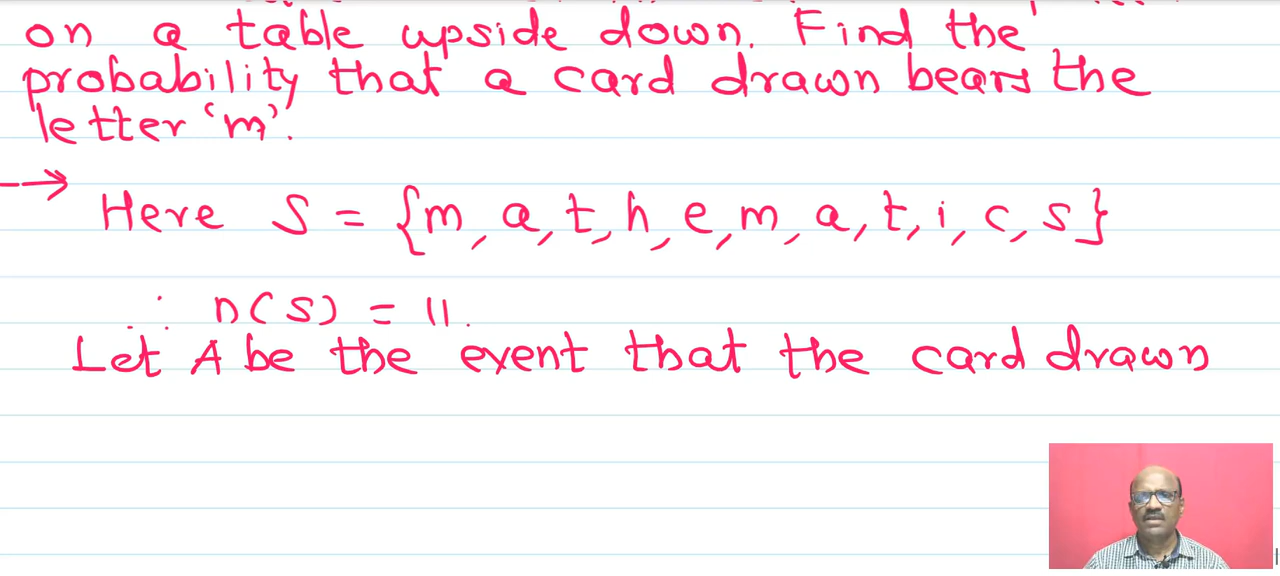 on a table upside down. Find the
probability that a card drawn bears the
letter 'm'.
→ Here S = {m, a, t, h, e, m, a, t, i, c, s}
∴ n(S) = 11.
Let A be the event that the card drawn